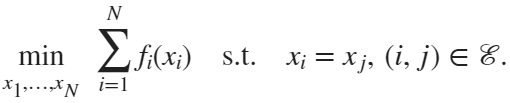 min_{x_1,…,x_N} ∑_{i=1}^{N} f_i(x_i) s.t. x_i = x_j, (i, j) ∈ ℰ.